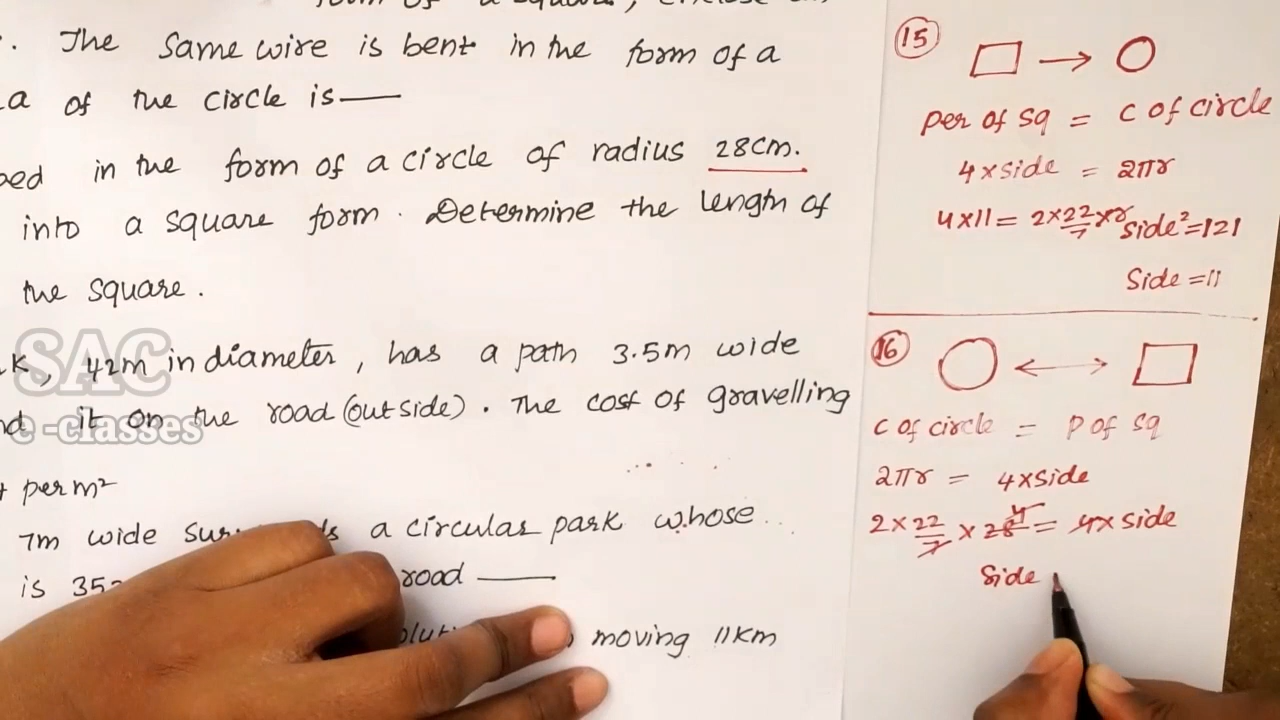 form of a square,
. The same wire is bent in the form of a
a of the circle is —
in the form of a circle of radius 28cm.
into a square form. Determine the length of
the square.
k, 42m in diameter, has a path 3.5m wide
it on the road (outside). The cost of gravelling
per m²
7m wide a circular park whose
is 35 road —
moving 11km
SAC
e-classes
15
□ → ○
per of sq = C of circle
4×side = 2πr
4×11 = 2×22/7×r
side²=121
Side =11
16
○ ↔ □
C of circle = P of sq
2πr = 4×side
2×22/7×28 4 = 4×side
Side